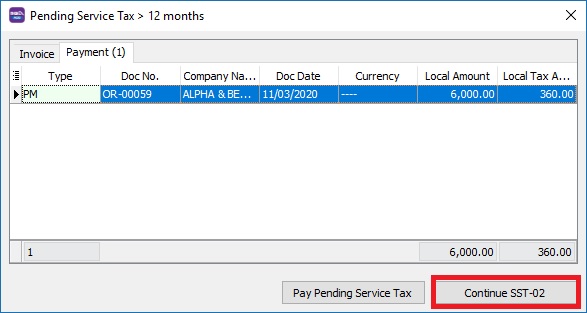 Pending Service Tax > 12 months
Invoice Payment (1)
Type Doc No. Company Na... Doc Date Currency Local Amount Local Tax A...
PM OR-00059 ALPHA & BE... 11/03/2020 ---- 6,000.00 360.00
1 6,000.00 360.00
Pay Pending Service Tax Continue SST-02